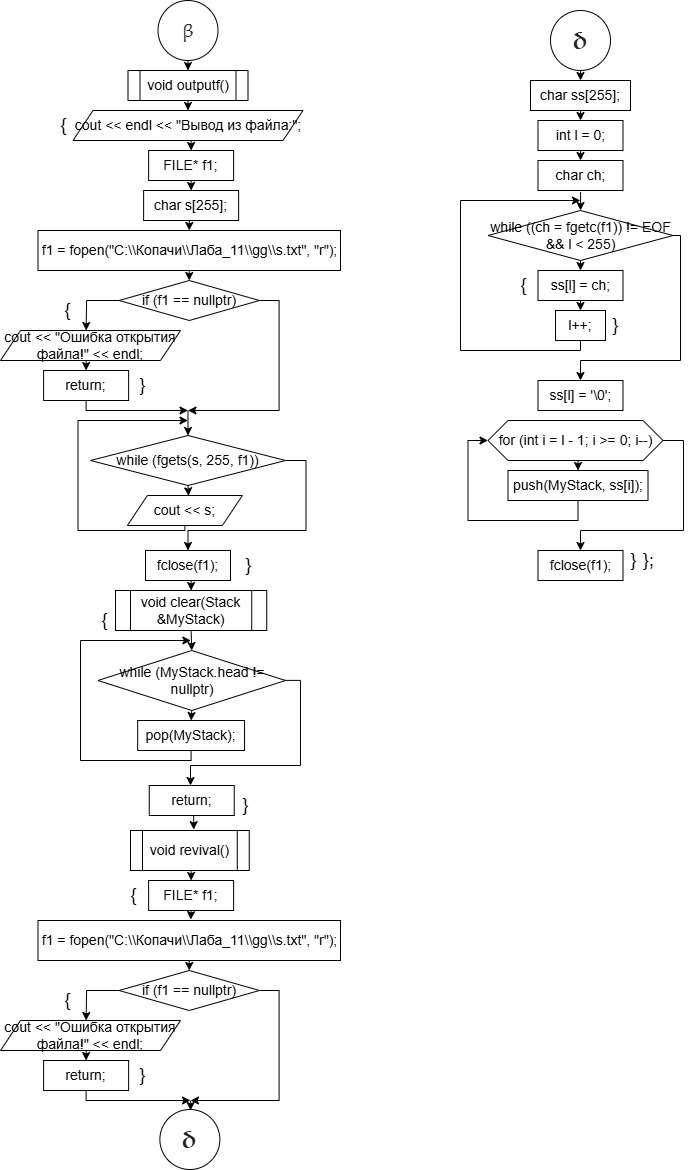 β
void outputf()
{
cout << endl << "Вывод из файла:";
FILE* f1;
char s[255];
f1 = fopen("C:\\Копачи\\Лаба_11\\gg\\s.txt", "r");
if (f1 == nullptr)
{
cout << "Ошибка открытия
файла!" << endl;
return;
}
while (fgets(s, 255, f1))
cout << s;
fclose(f1);
}
void clear(Stack
&MyStack)
{
while (MyStack.head !=
nullptr)
pop(MyStack);
return;
}
void revival()
{
FILE* f1;
f1 = fopen("C:\\Копачи\\Лаба_11\\gg\\s.txt", "r");
if (f1 == nullptr)
{
cout << "Ошибка открытия
файла!" << endl;
return;
}
δ
δ
char ss[255];
int l = 0;
char ch;
while ((ch = fgetc(f1)) != EOF
&& l < 255)
{
ss[l] = ch;
l++;
}
ss[l] = '\0';
for (int i = l - 1; i >= 0; i--)
push(MyStack, ss[i]);
fclose(f1);
} };